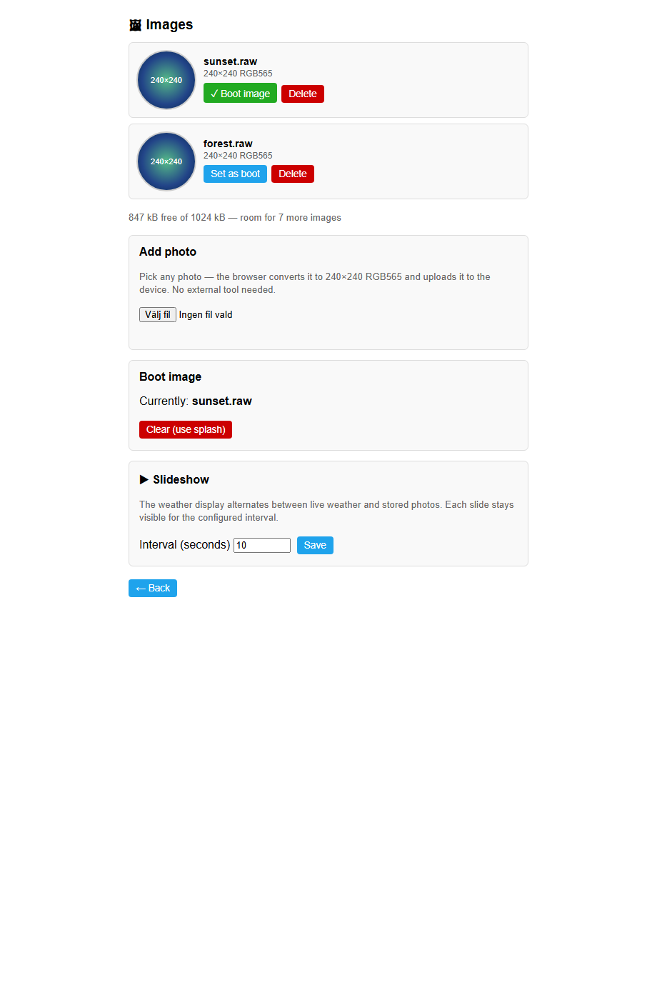 🖼 Images
240×240
sunset.raw
240×240 RGB565
✓ Boot image Delete
240×240
forest.raw
240×240 RGB565
Set as boot Delete
847 kB free of 1024 kB — room for 7 more images
Add photo
Pick any photo — the browser converts it to 240×240 RGB565 and uploads it to the
device. No external tool needed.
Välj fil Ingen fil vald
Boot image
Currently: sunset.raw
Clear (use splash)
▶ Slideshow
The weather display alternates between live weather and stored photos. Each slide stays
visible for the configured interval.
Interval (seconds) 10 Save
← Back